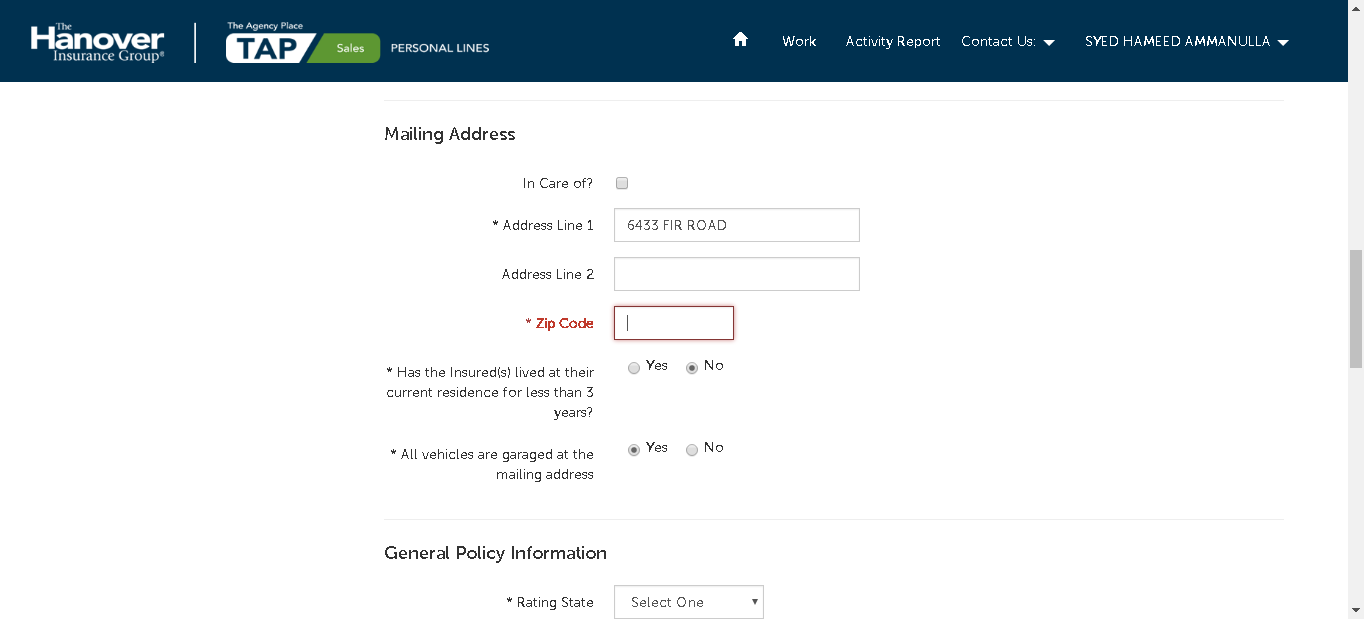 The
Hanover
Insurance Group®
The Agency Place
TAP Sales PERSONAL LINES
Work Activity Report Contact Us: SYED HAMEED AMMANULLA
Mailing Address
In Care of?
* Address Line 1 6433 FIR ROAD
Address Line 2
* Zip Code
* Has the Insured(s) lived at their Yes No
current residence for less than 3
years?
* All vehicles are garaged at the Yes No
mailing address
General Policy Information
* Rating State Select One